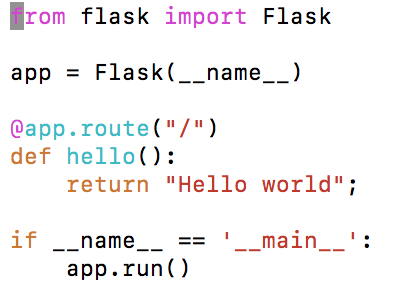 from flask import Flask
app = Flask(__name__)
@app.route("/")
def hello():
    return "Hello world";
if __name__ == '__main__':
    app.run()